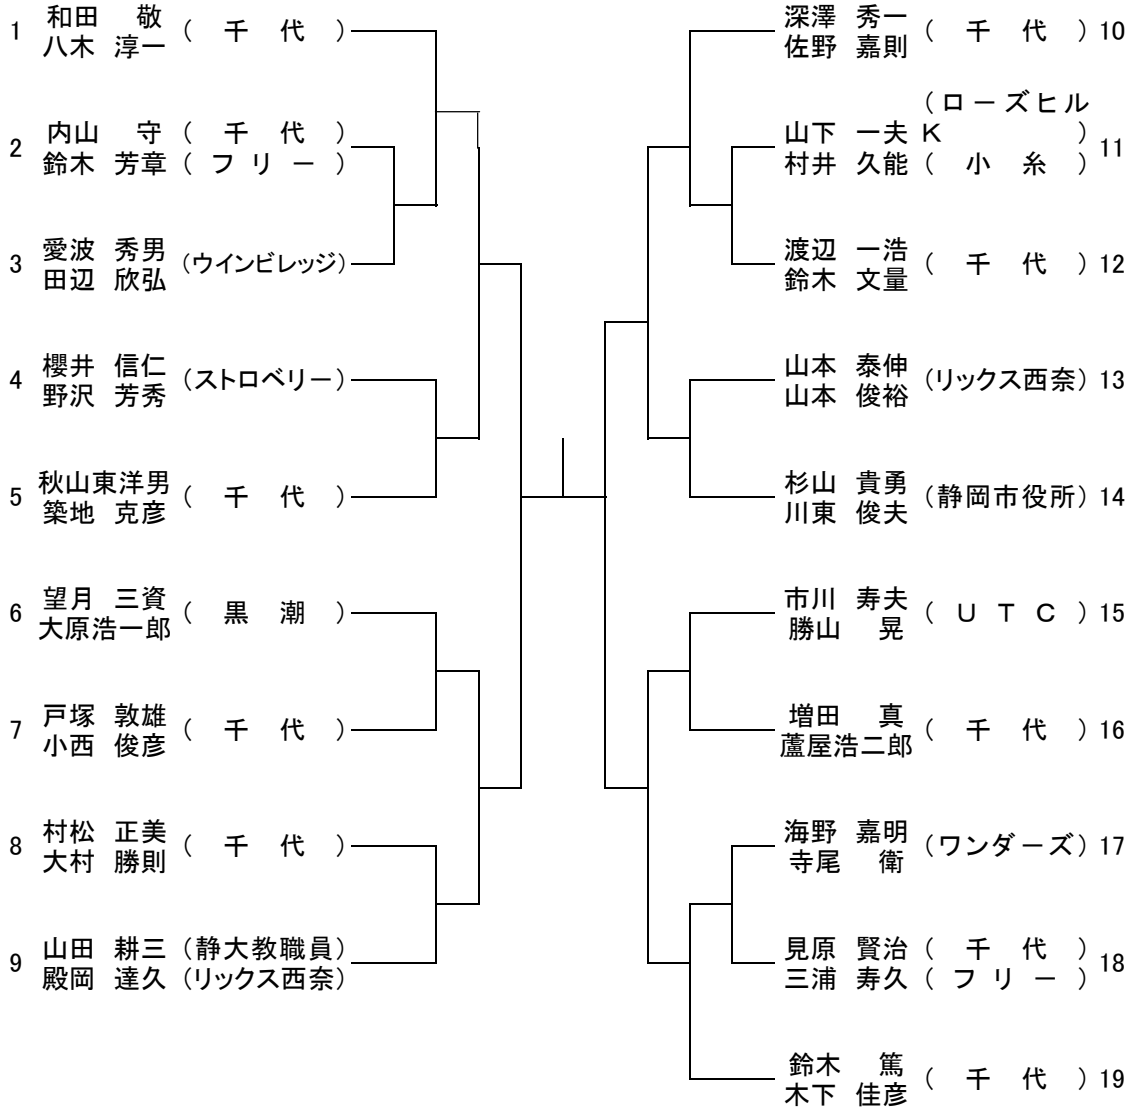 1 和田 敬 (千代)
八木 淳一
2 内山 守 (千代)
鈴木 芳章 (フリー)
3 愛波 秀男 (ウインビレッジ)
田辺 欣弘
4 櫻井 信仁 (ストロベリー)
野沢 芳秀
5 秋山東洋男 (千代)
築地 克彦
6 望月 三資 (黒潮)
大原浩一郎
7 戸塚 敦雄 (千代)
小西 俊彦
8 村松 正美 (千代)
大村 勝則
9 山田 耕三 (静大教職員)
殿岡 達久 (リックス西奈)
深澤 秀一 (千代) 10
佐野 嘉則
(ローズヒル
山下 一夫 K) 11
村井 久能 (小糸)
渡辺 一浩 (千代) 12
鈴木 文量
山本 泰伸 (リックス西奈) 13
山本 俊裕
杉山 貴勇 (静岡市役所) 14
川東 俊夫
市川 寿夫 (UTC) 15
勝山 晃
増田 真 (千代) 16
蘆屋浩二郎
海野 嘉明 (ワンダーズ) 17
寺尾 衛
見原 賢治 (千代) 18
三浦 寿久 (フリー)
鈴木 篤 (千代) 19
木下 佳彦